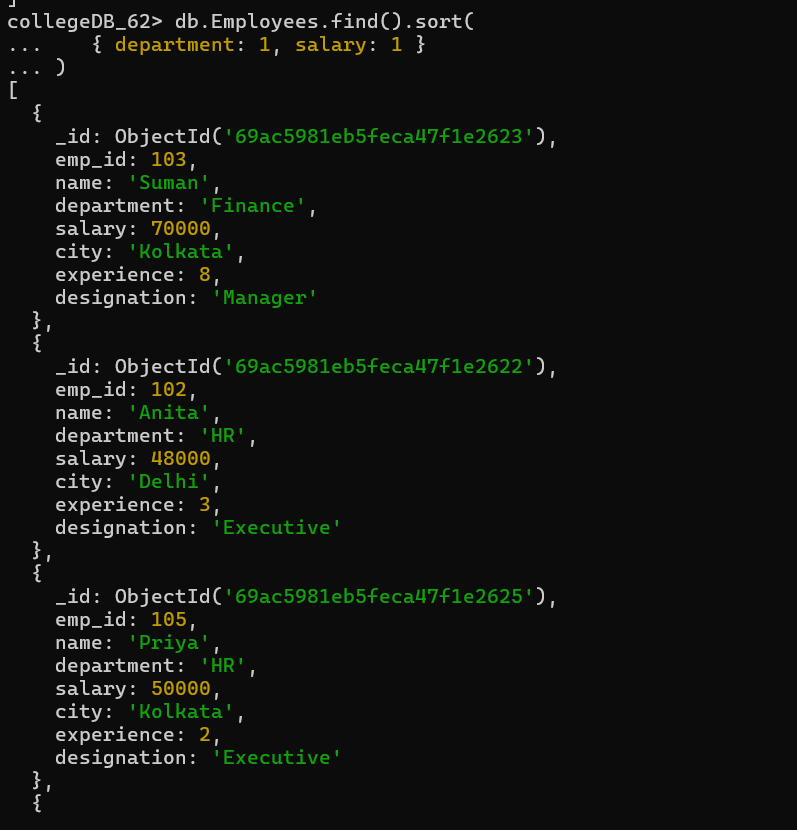 ]
collegeDB_62> db.Employees.find().sort(
...    { department: 1, salary: 1 }
... )
[
  {
    _id: ObjectId('69ac5981eb5feca47f1e2623'),
    emp_id: 103,
    name: 'Suman',
    department: 'Finance',
    salary: 70000,
    city: 'Kolkata',
    experience: 8,
    designation: 'Manager'
  },
  {
    _id: ObjectId('69ac5981eb5feca47f1e2622'),
    emp_id: 102,
    name: 'Anita',
    department: 'HR',
    salary: 48000,
    city: 'Delhi',
    experience: 3,
    designation: 'Executive'
  },
  {
    _id: ObjectId('69ac5981eb5feca47f1e2625'),
    emp_id: 105,
    name: 'Priya',
    department: 'HR',
    salary: 50000,
    city: 'Kolkata',
    experience: 2,
    designation: 'Executive'
  },
  {